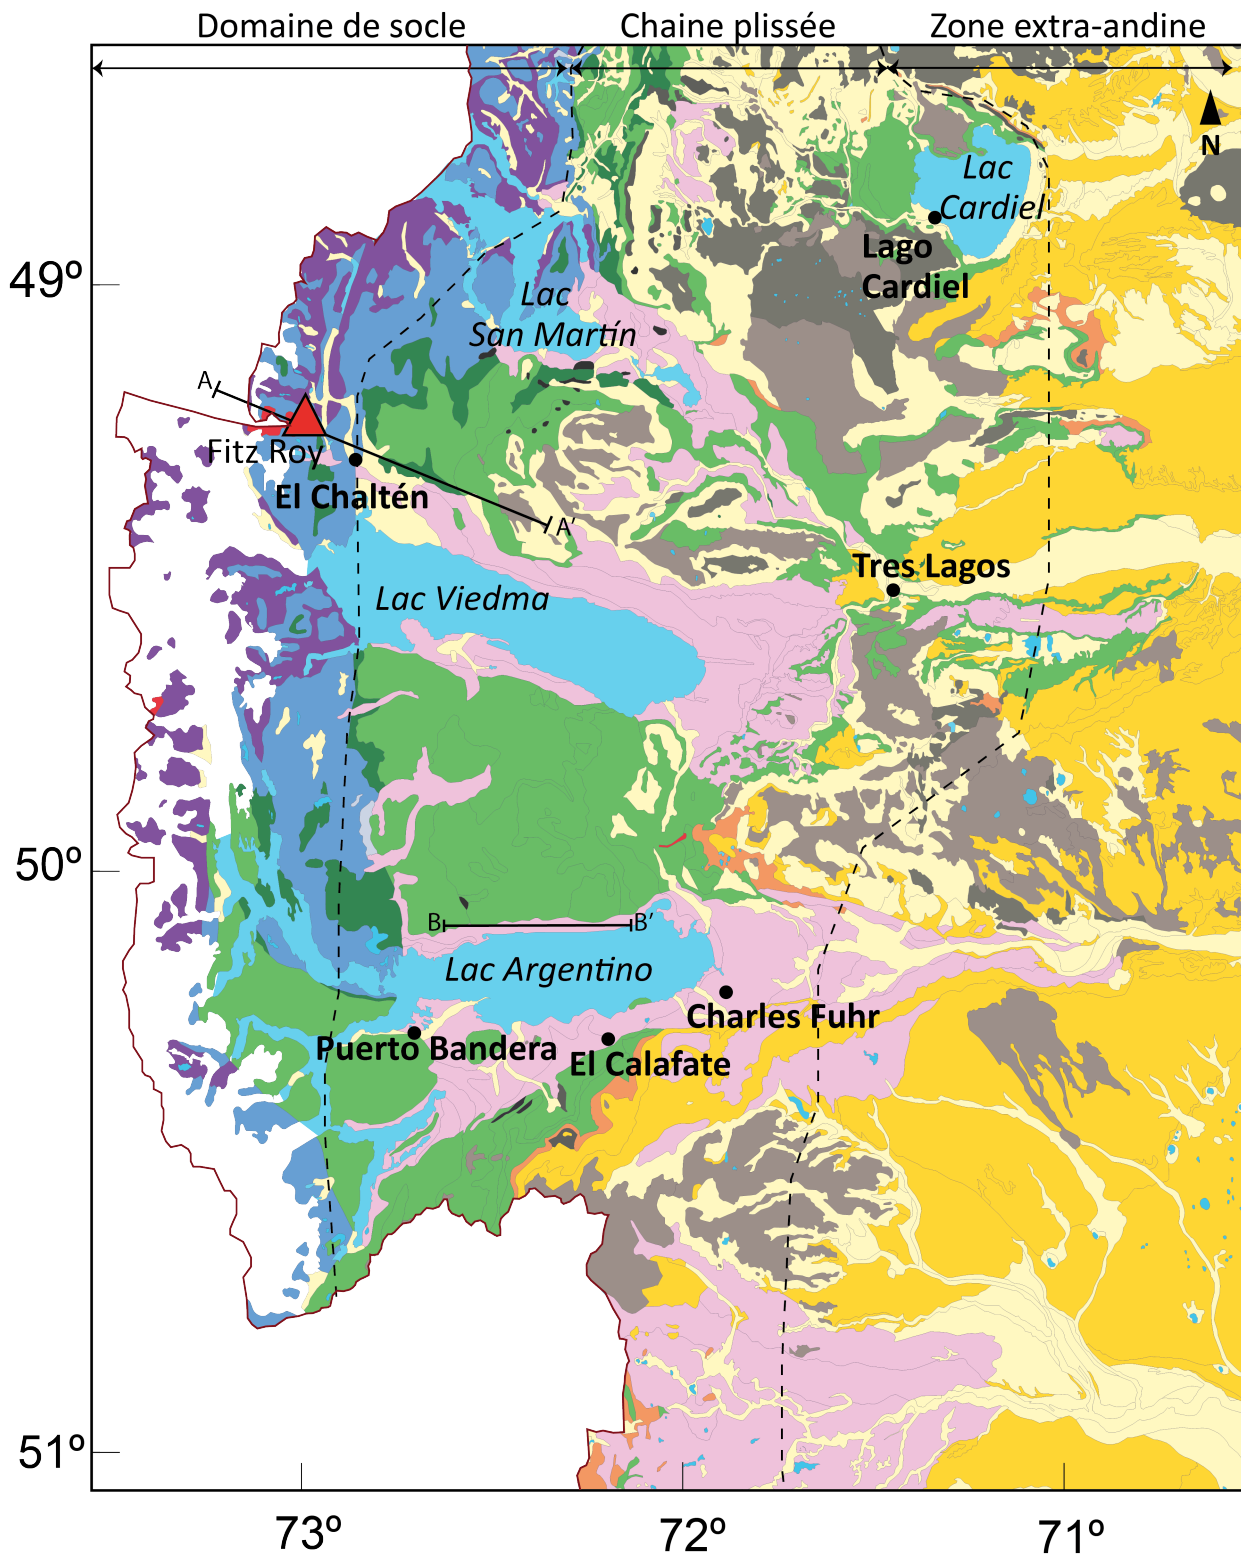 Domaine de socle
Chaine plissée
Zone extra-andine
N
Lac
Cardiel
Lago
Cardiel
49º
Lac
San Martín
A
Fitz Roy
El Chaltén
A'
Tres Lagos
Lac Viedma
50º
B
B'
Lac Argentino
Charles Fuhr
Puerto Bandera
El Calafate
51º
73º
72º
71º